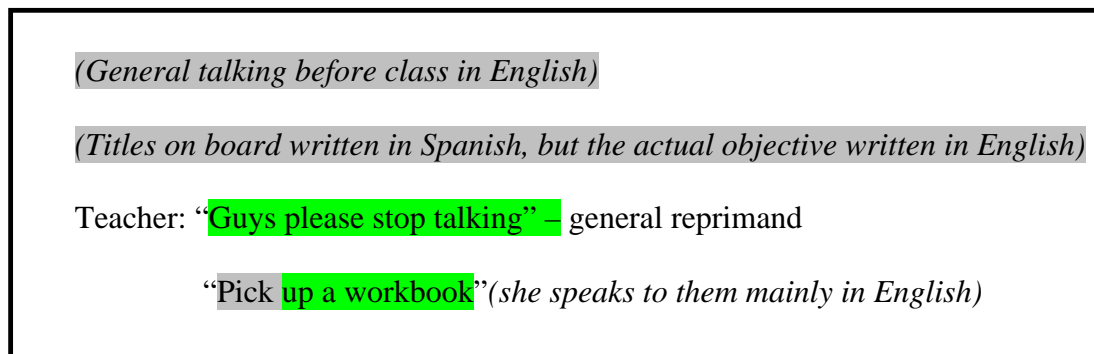 (General talking before class in English)
(Titles on board written in Spanish, but the actual objective written in English)
Teacher: “Guys please stop talking” – general reprimand
“Pick up a workbook”(she speaks to them mainly in English)